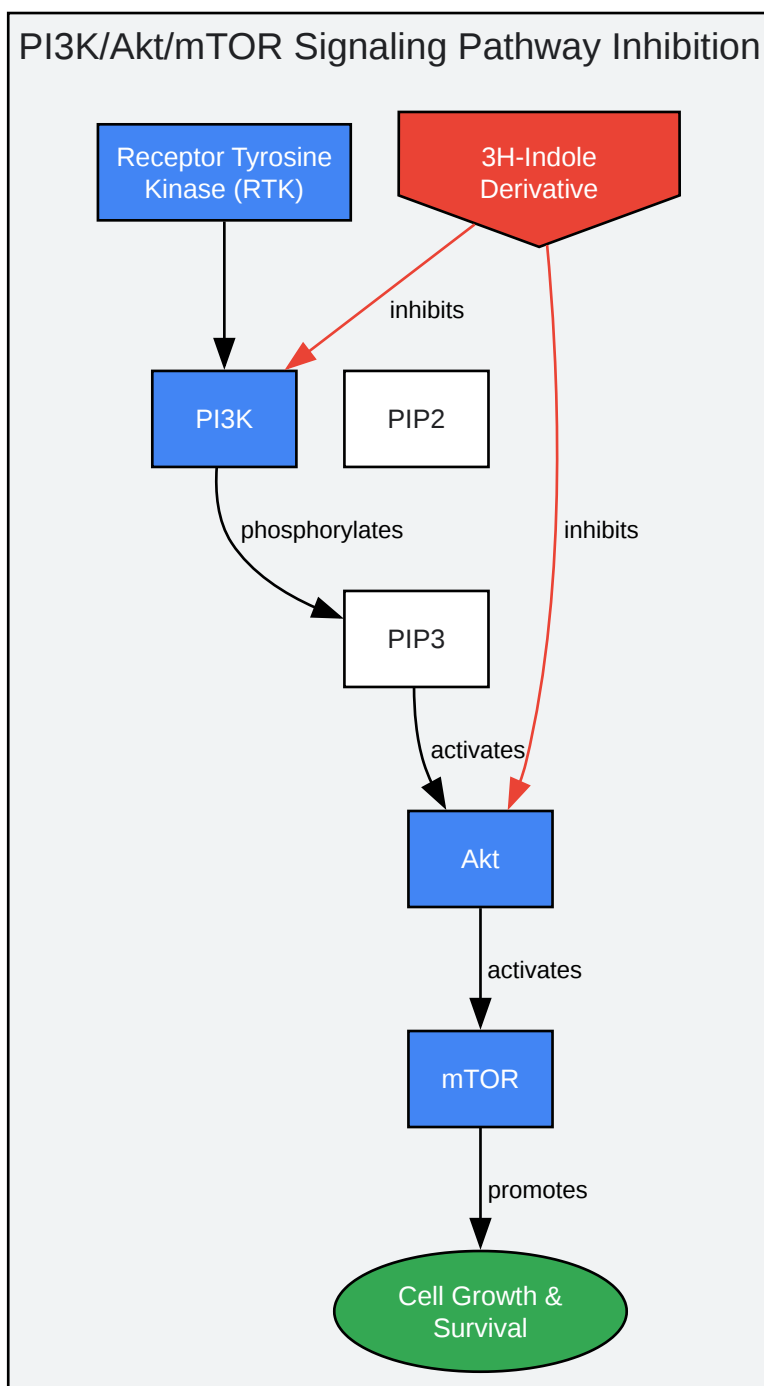 PI3K/Akt/mTOR Signaling Pathway Inhibition
Receptor Tyrosine
Kinase (RTK)
3H-Indole
Derivative
inhibits
PI3K
PIP2
phosphorylates
inhibits
PIP3
activates
Akt
activates
mTOR
promotes
Cell Growth &
Survival